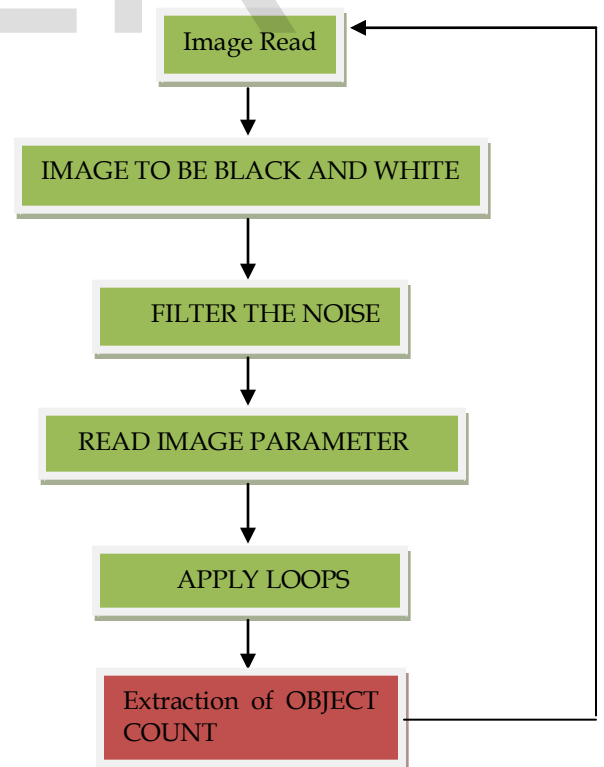 Image Read
IMAGE TO BE BLACK AND WHITE
FILTER THE NOISE
READ IMAGE PARAMETER
APPLY LOOPS
Extraction of OBJECT
COUNT